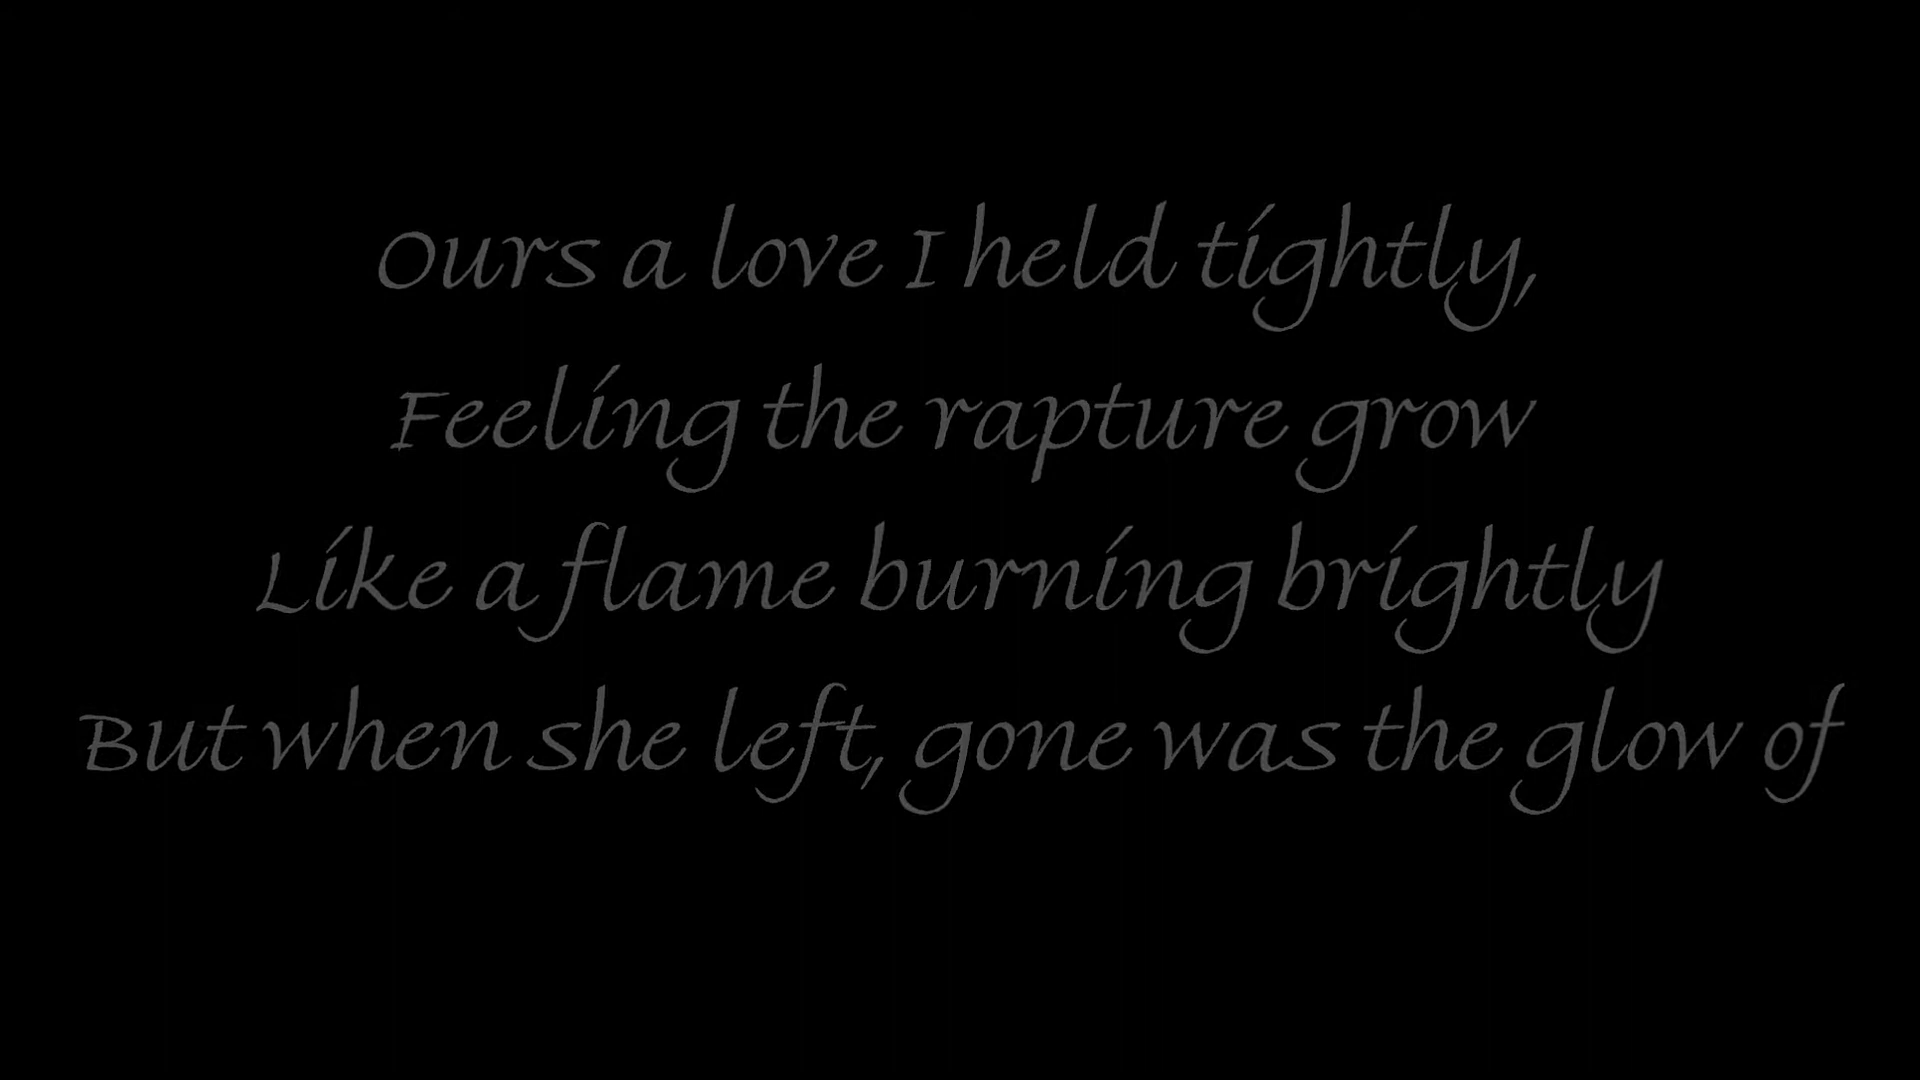 Ours a love I held tightly,
Feeling the rapture grow
Like a flame burning brightly
But when she left, gone was the glow of